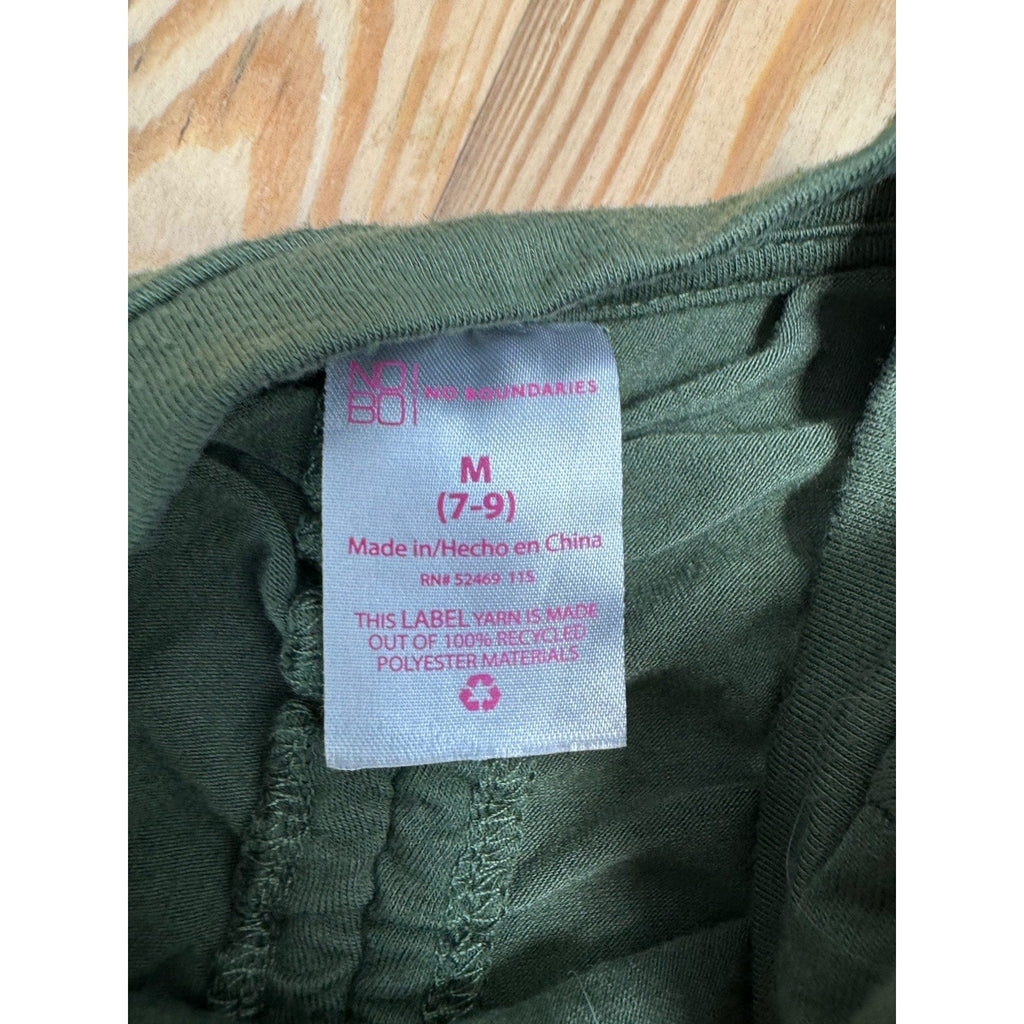 NO
BO
NO BOUNDARIES
M
(7-9)
Made in/Hecho en China
RN# 52469 11S
THIS LABEL YARN IS MADE
OUT OF 100% RECYCLED
POLYESTER MATERIALS